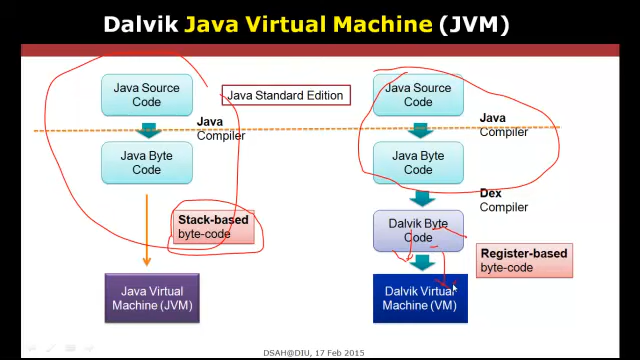 Dalvik Java Virtual Machine (JVM)
Java Source
Code
Java Standard Edition
Java
Compiler
Java Byte
Code
Stack-based
byte-code
Java Virtual
Machine (JVM)
Java Source
Code
Java
Compiler
Java Byte
Code
Dex
Compiler
Dalvik Byte
Code
Register-based
byte-code
Dalvik Virtual
Machine (VM)
DSAH@DIU, 17 Feb 2015